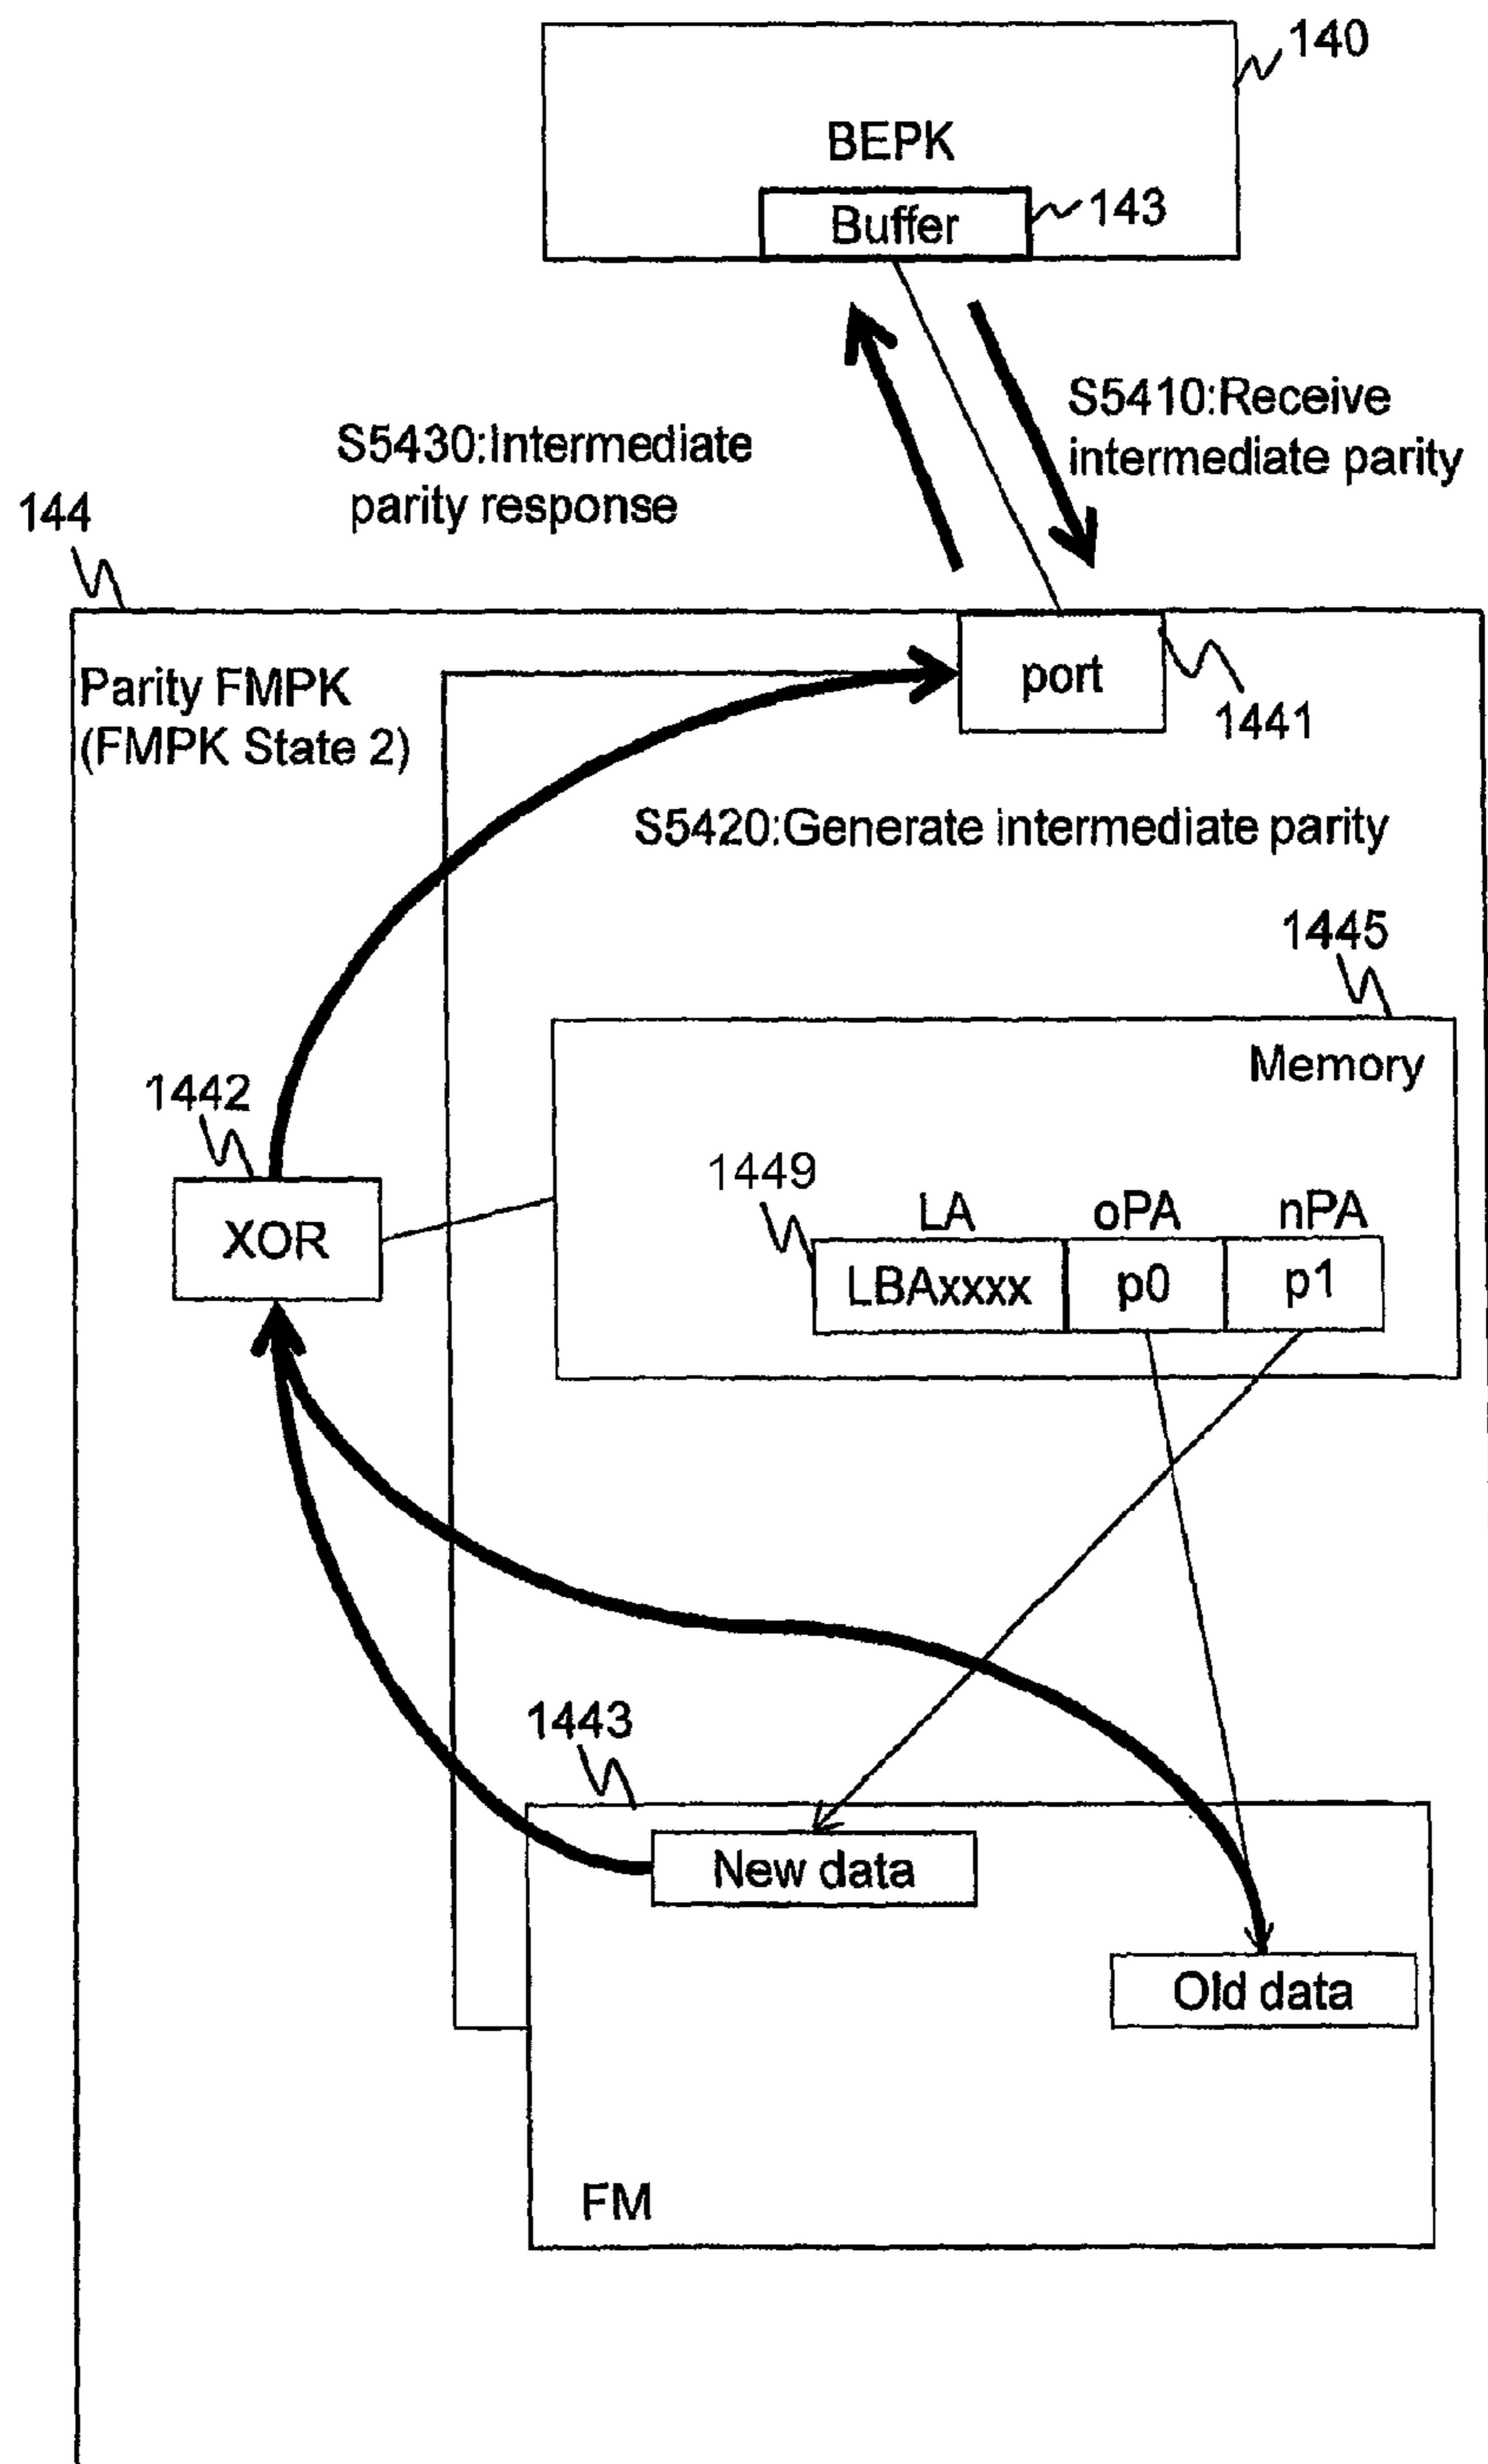 140
BEPK
Buffer
143
S5410:Receive
intermediate parity
S5430:Intermediate
parity response
144
Parity FMPK
(FMPK State 2)
port
1441
S5420:Generate intermediate parity
1445
Memory
1442
XOR
1449
LA oPA nPA
LBAxxxx p0 p1
1443
New data
Old data
FM